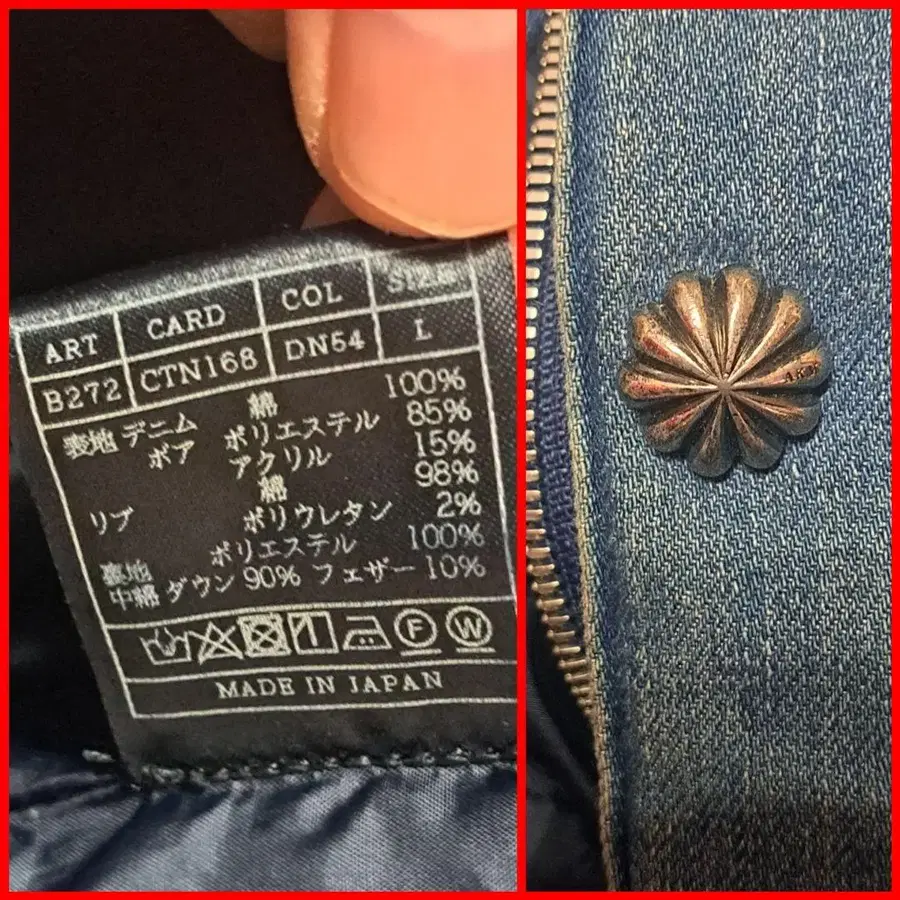 ART CARD COL SIZE
B272 CTN168 DN54 L
表地 デニム 綿 100%
ボア ポリエステル 85%
アクリル 15%
リブ 綿 98%
ポリウレタン 2%
裏地 ポリエステル 100%
中綿 ダウン 90% フェザー 10%
F W
MADE IN JAPAN